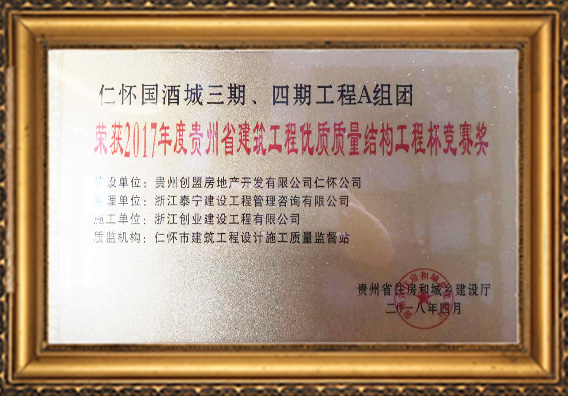 仁怀国酒城三期、四期工程A组团
荣获2017年度贵州省建筑工程优质质量结构工程杯竞赛奖
建设单位：贵州创盟房地产开发有限公司仁怀公司
监理单位：浙江泰宁建设工程管理咨询有限公司
施工单位：浙江创业建设工程有限公司
质监机构：仁怀市建筑工程设计施工质量监督站
贵州省住房和城乡建设厅
二〇一八年四月